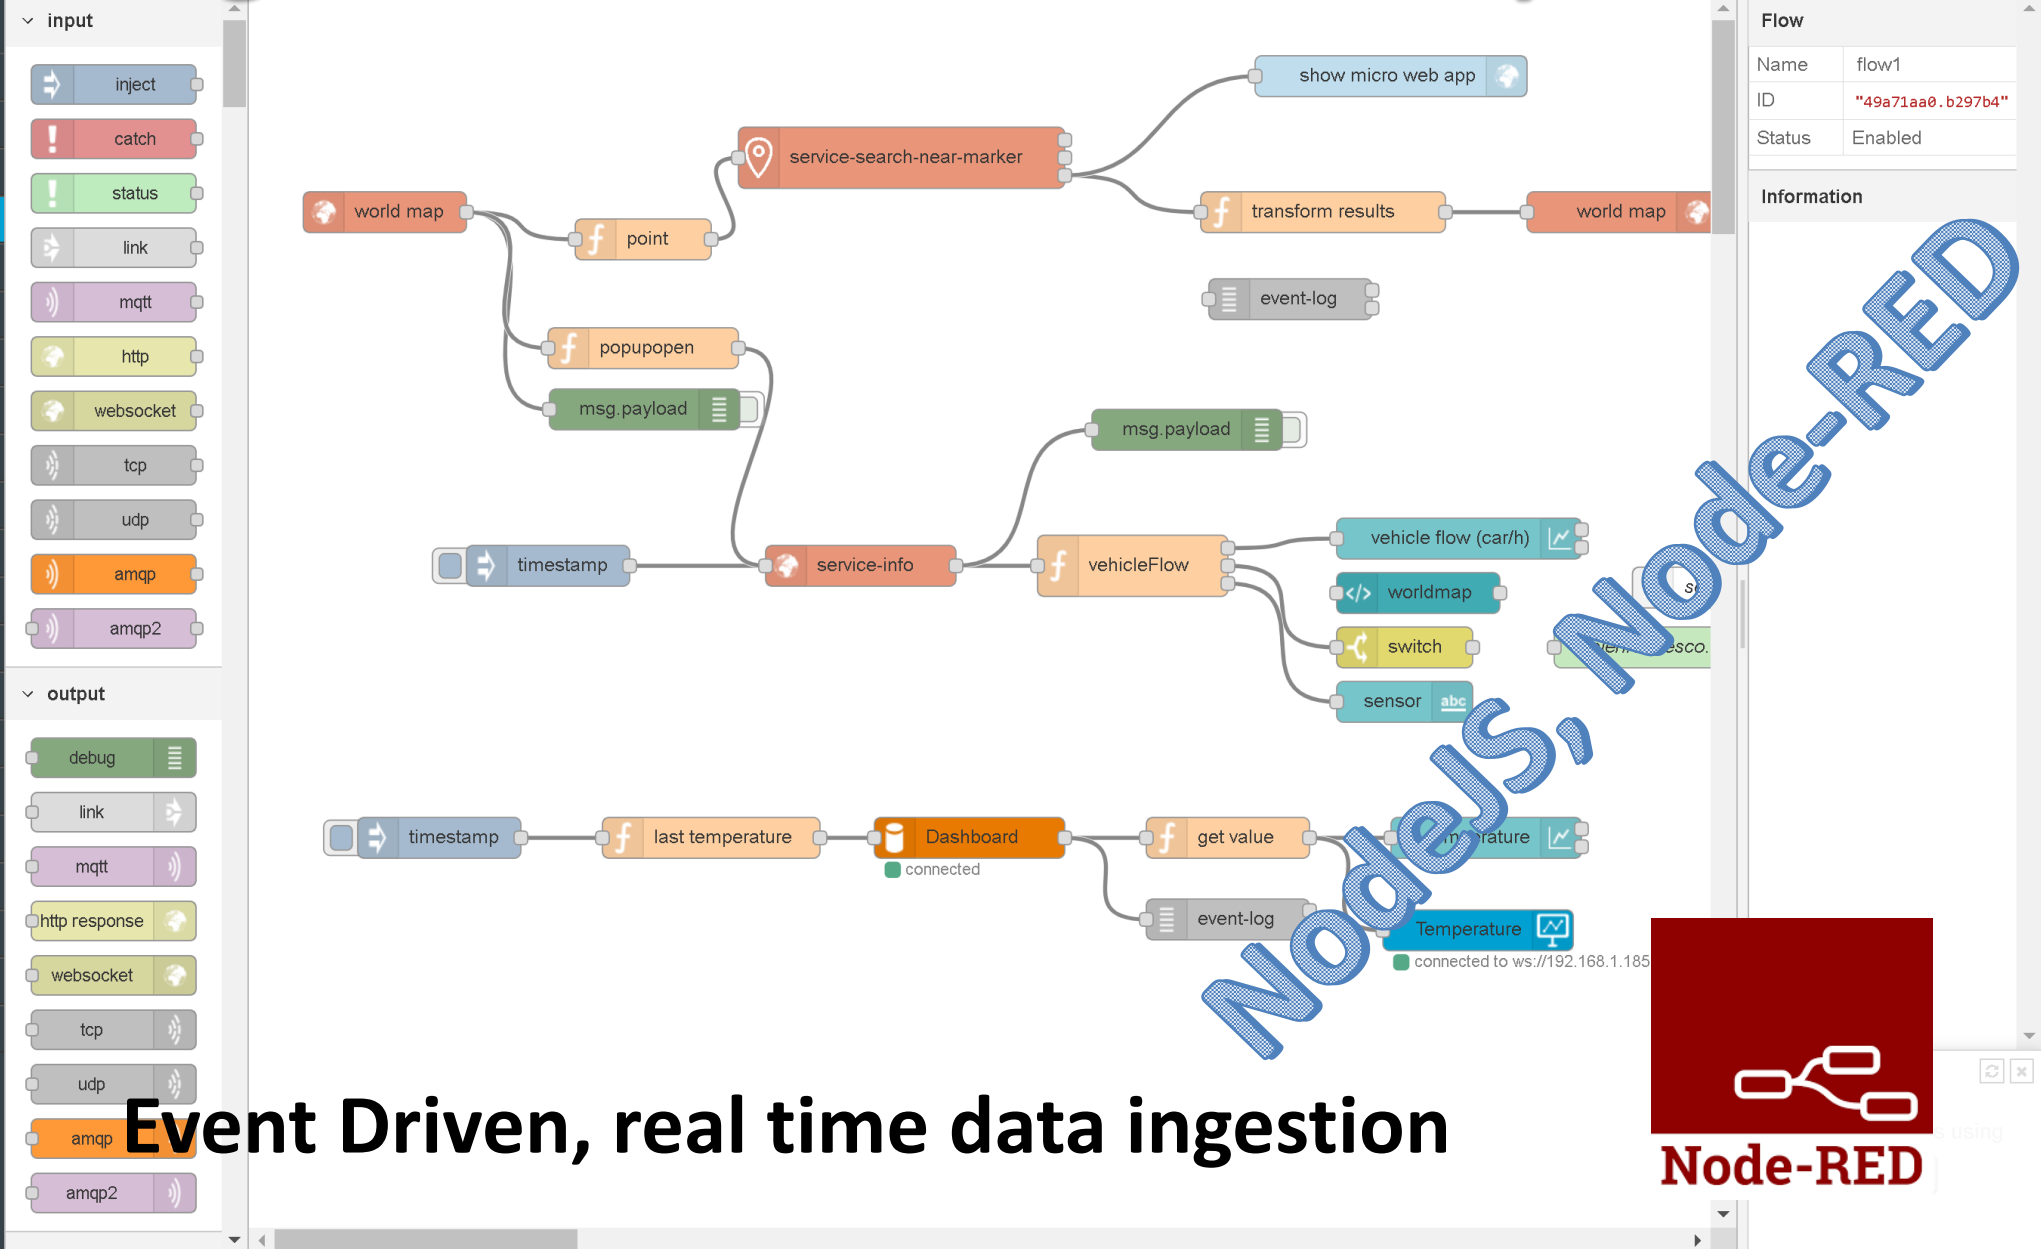 input
inject
catch
status
link
mqtt
http
websocket
tcp
udp
amqp
amqp2
output
debug
link
mqtt
http response
websocket
tcp
udp
amqp
amqp2
show micro web app
service-search-near-marker
world map
point
transform results
world map
event-log
popupopen
msg.payload
msg.payload
timestamp
service-info
vehicleFlow
vehicle flow (car/h)
worldmap
switch
sensor
abc
timestamp
last temperature
Dashboard
connected
get value
event-log
Temperature
connected to ws://192.168.1.185
Flow
Name flow1
ID "49a71aa0.b297b4"
Status Enabled
Information
NodeJS, Node-RED
Event Driven, real time data ingestion
Node-RED
using